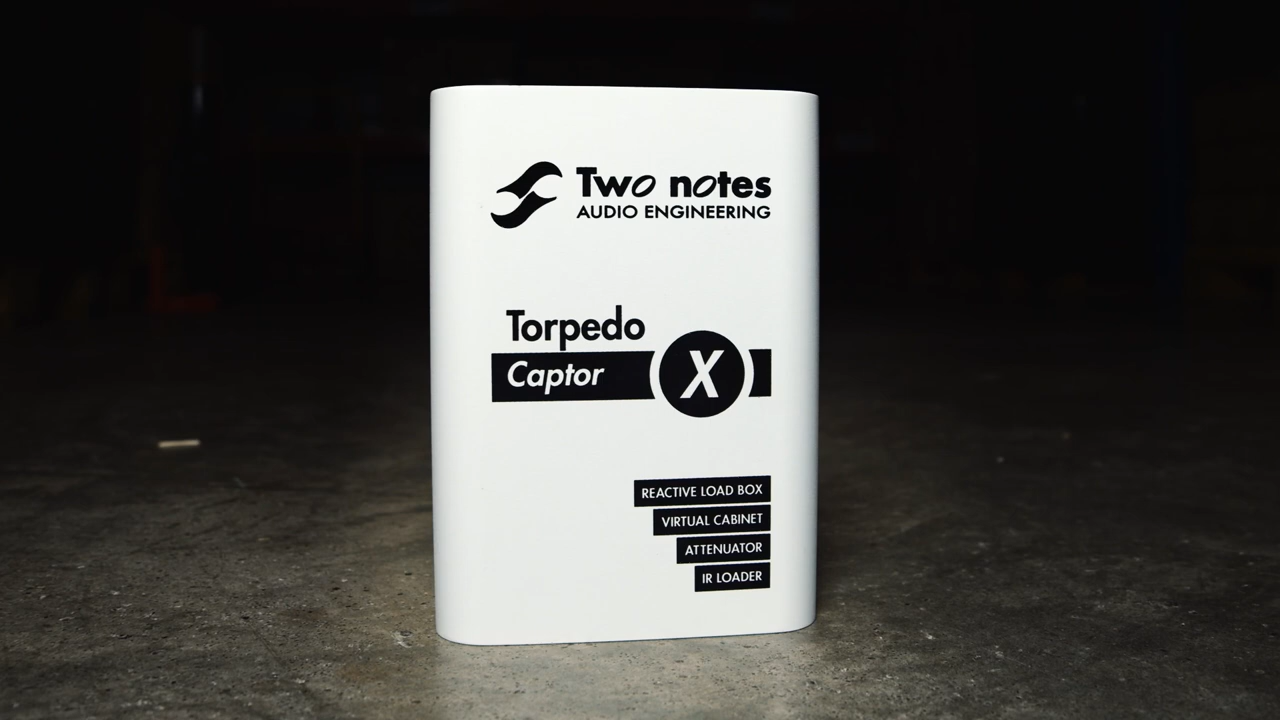 Two notes
AUDIO ENGINEERING
Torpedo
Captor X
REACTIVE LOAD BOX
VIRTUAL CABINET
ATTENUATOR
IR LOADER